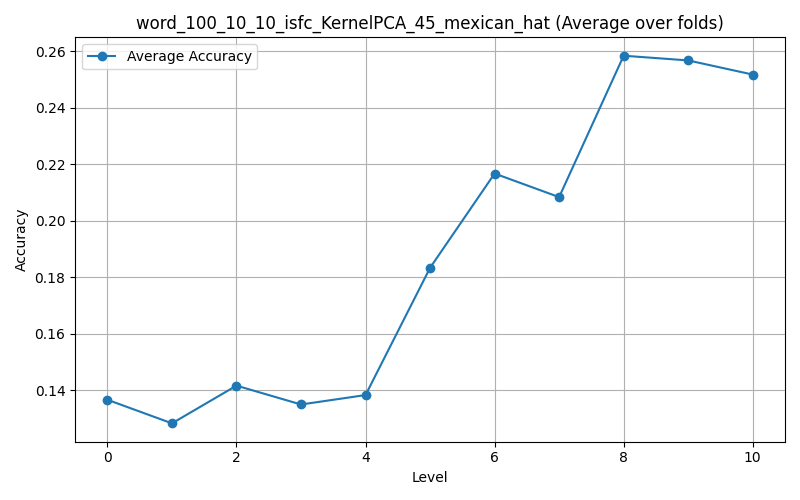 word_100_10_10_isfc_KernelPCA_45_mexican_hat (Average over folds)
Average Accuracy
0.26
0.24
0.22
0.20
0.18
0.16
0.14
Accuracy
0 2 4 6 8 10
Level